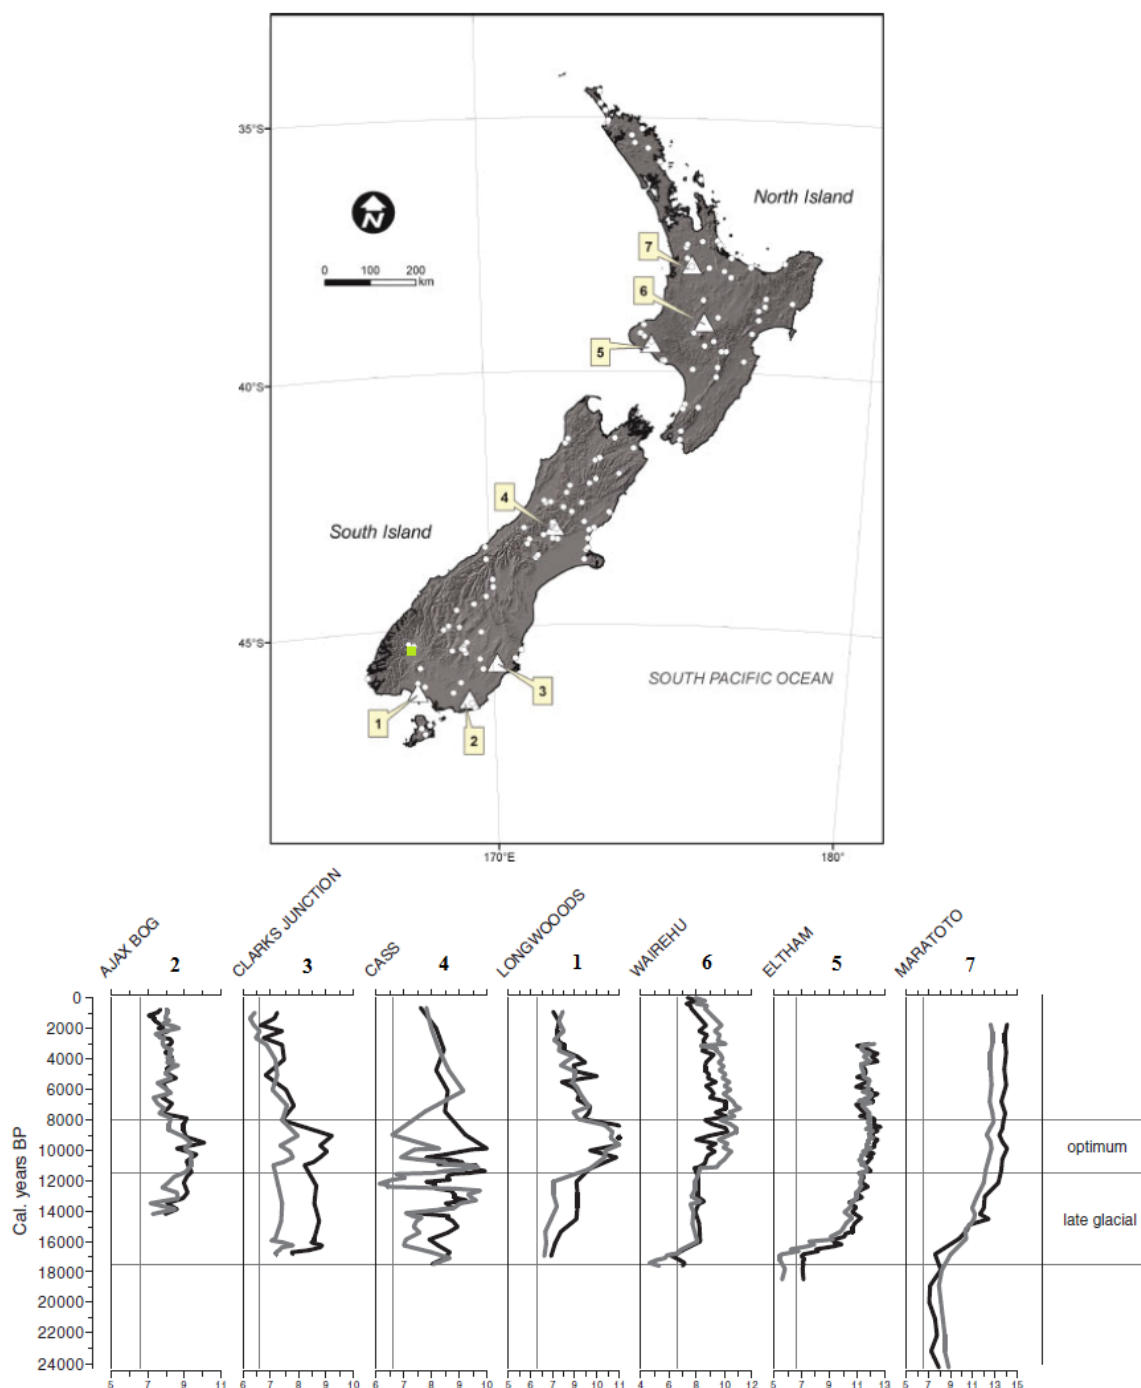 35°S
North Island
N
7
0 100 200
km
6
5
40°S
4
South Island
45°S
SOUTH PACIFIC OCEAN
3
1
2
170°E 180°
AJAX BOG 2
CLARKS JUNCTION 3
CASS 4
LONGWOOODS 1
WAIREHU 6
ELTHAM 5
MARATOTO 7
Cal. years BP
0
2000
4000
6000
8000
optimum
10000
12000
late glacial
14000
16000
18000
20000
22000
24000
5 7 9 11
6 7 8 9 10
6 7 8 9 10
5 6 7 8 9 10 11
4 6 8 10 12
5 7 9 11 13
5 7 9 11 13 15